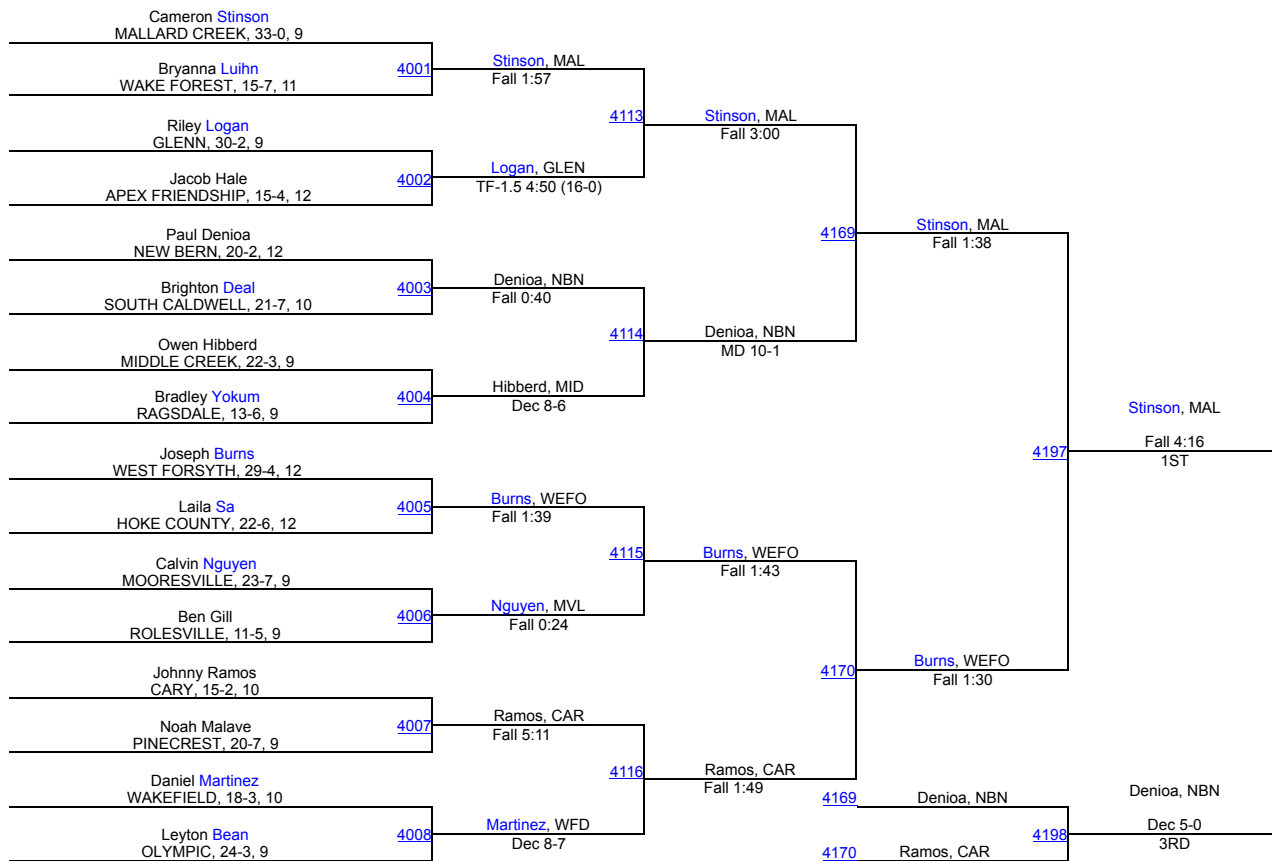 Cameron Stinson
MALLARD CREEK, 33-0, 9
4001
Bryanna Luihn
WAKE FOREST, 15-7, 11
Riley Logan
GLENN, 30-2, 9
4002
Jacob Hale
APEX FRIENDSHIP, 15-4, 12
Paul Denioa
NEW BERN, 20-2, 12
4003
Brighton Deal
SOUTH CALDWELL, 21-7, 10
Owen Hibberd
MIDDLE CREEK, 22-3, 9
4004
Bradley Yokum
RAGSDALE, 13-6, 9
Joseph Burns
WEST FORSYTH, 29-4, 12
4005
Laila Sa
HOKE COUNTY, 22-6, 12
Calvin Nguyen
MOORESVILLE, 23-7, 9
4006
Ben Gill
ROLESVILLE, 11-5, 9
Johnny Ramos
CARY, 15-2, 10
4007
Noah Malave
PINECREST, 20-7, 9
Daniel Martinez
WAKEFIELD, 18-3, 10
4008
Leyton Bean
OLYMPIC, 24-3, 9
Stinson, MAL
Fall 1:57
4113
Logan, GLEN
TF-1.5 4:50 (16-0)
Denioa, NBN
Fall 0:40
4114
Hibberd, MID
Dec 8-6
Burns, WEFO
Fall 1:39
4115
Nguyen, MVL
Fall 0:24
Ramos, CAR
Fall 5:11
4116
Martinez, WFD
Dec 8-7
Stinson, MAL
Fall 3:00
4169
Denioa, NBN
MD 10-1
Burns, WEFO
Fall 1:43
4170
Ramos, CAR
Fall 1:49
Stinson, MAL
Fall 1:38
4197
Burns, WEFO
Fall 1:30
Stinson, MAL
Fall 4:16
1ST
4169
Denioa, NBN
4198
4170
Ramos, CAR
Denioa, NBN
Dec 5-0
3RD